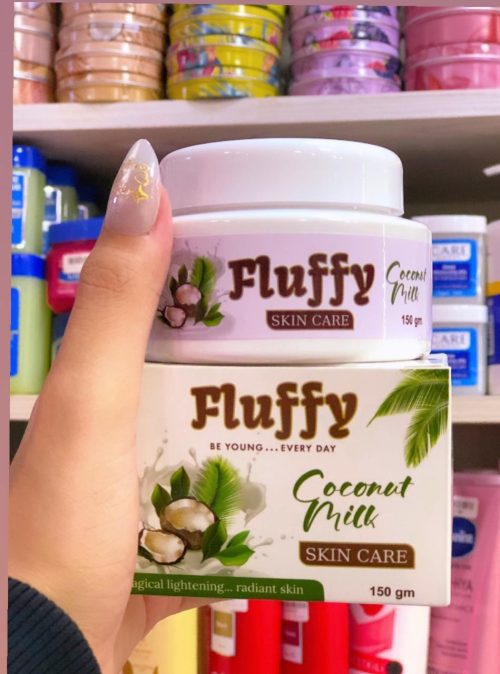 Fluffy
Coconut
Milk
SKIN CARE
150 gm
Fluffy
BE YOUNG...EVERY DAY
Coconut
Milk
SKIN CARE
agical lightening... radiant skin
150 gm
CARE
CARE